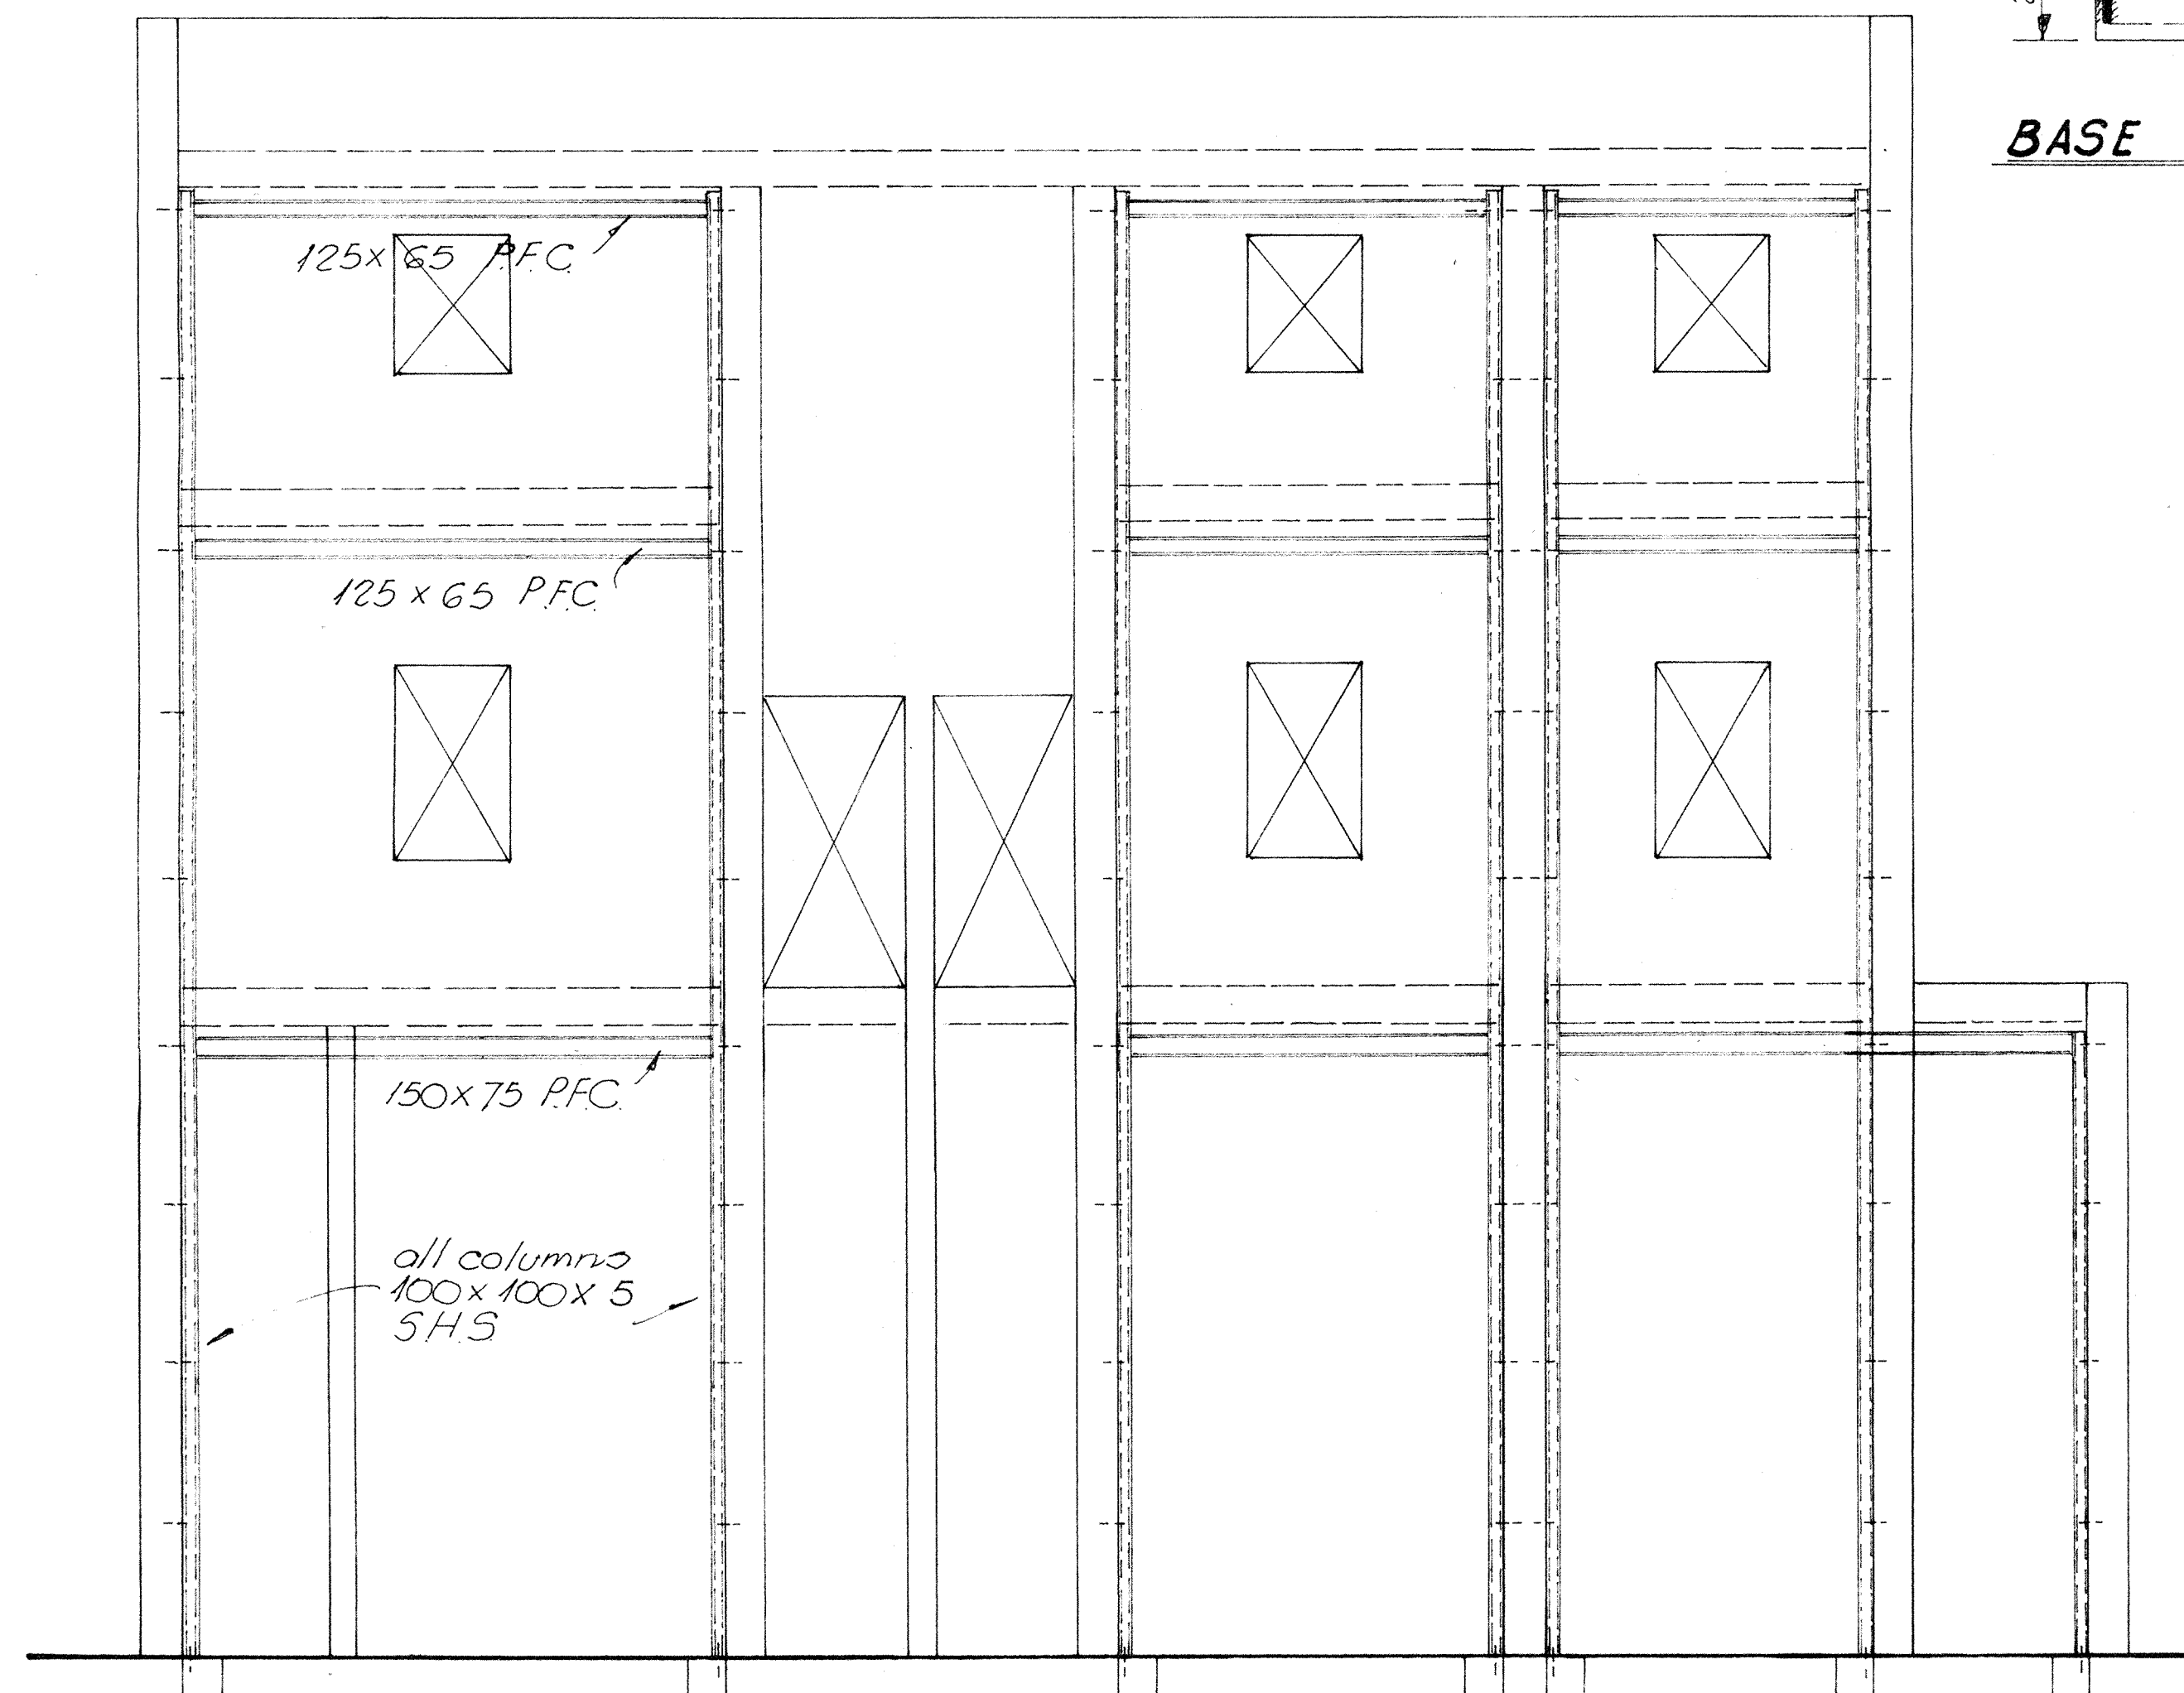 BASE
125x 65 P.F.C.
125 x 65 P.F.C.
150x75 P.F.C.
all columns
100x100x 5
S.H.S.